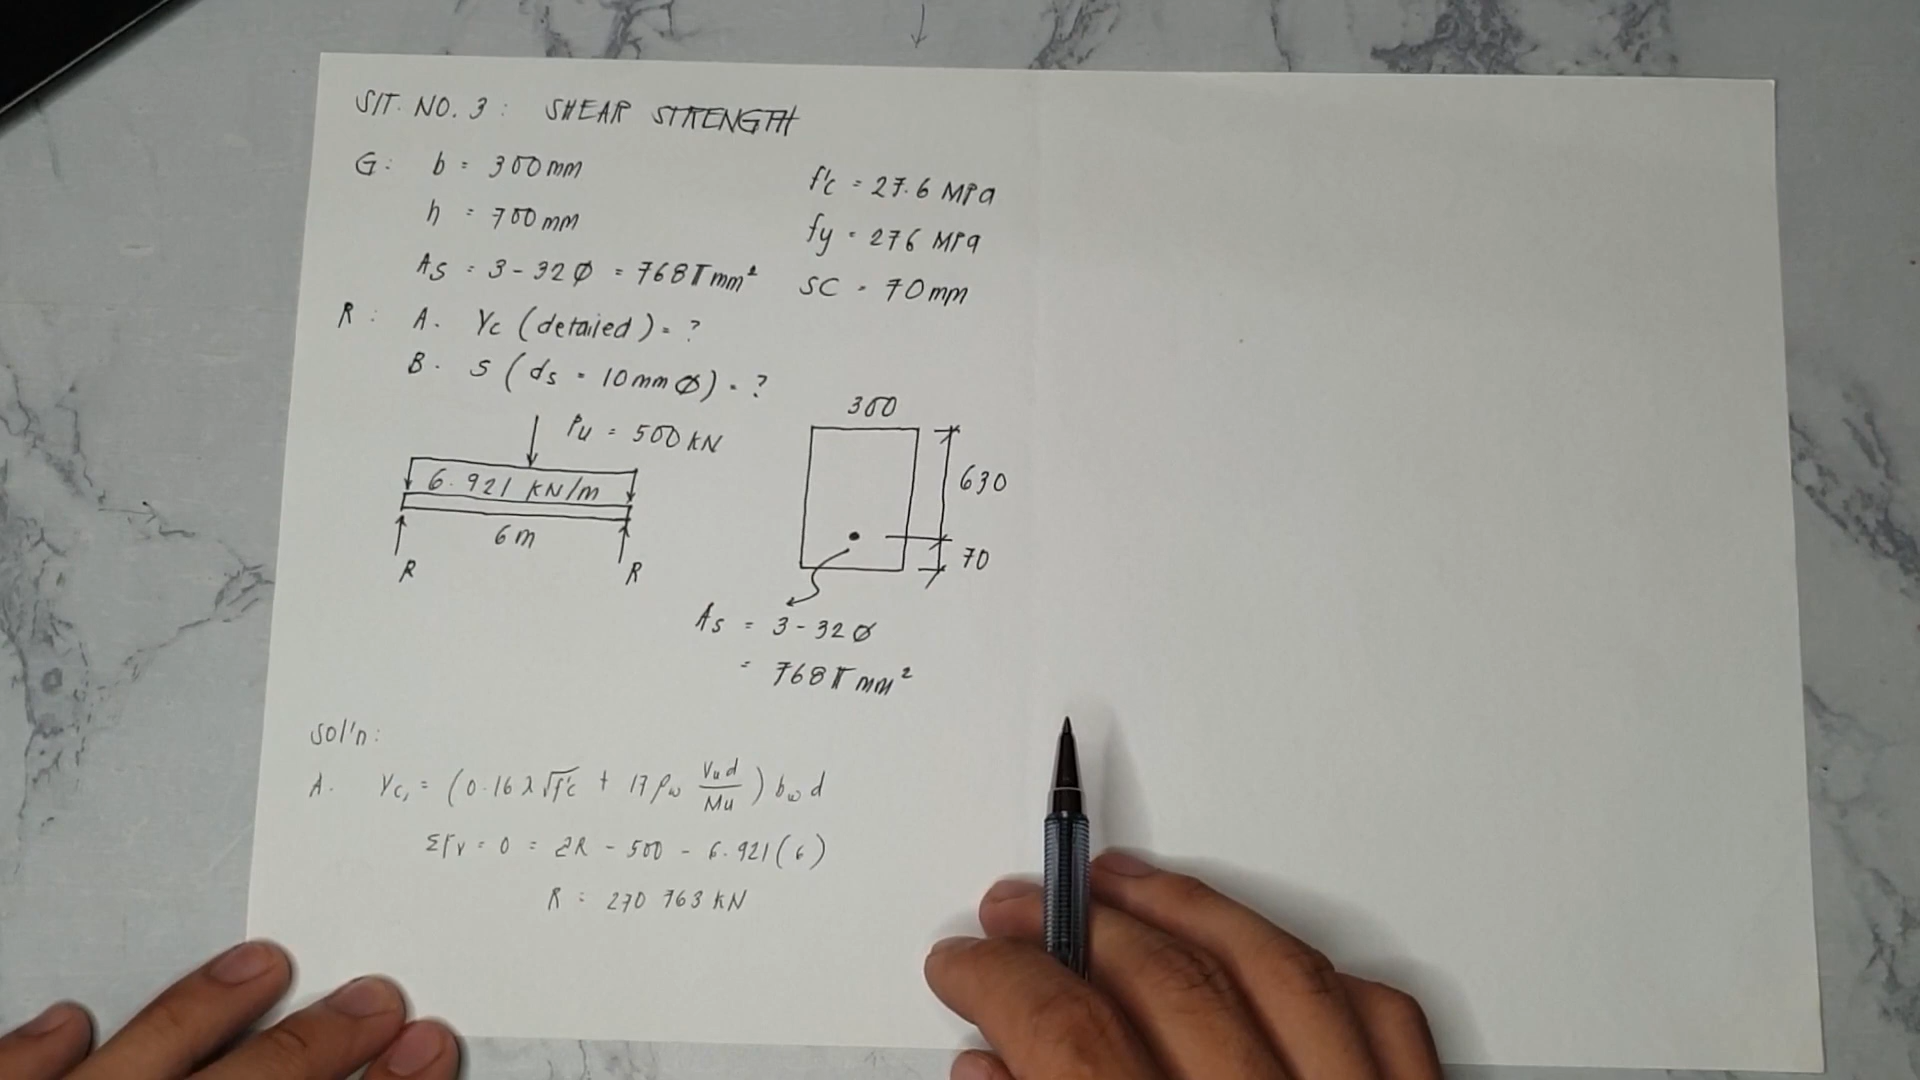 SIT. NO. 3 : SHEAR STRENGTH
G: b = 300 mm
f'c = 27.6 MPa
h = 700 mm
fy = 276 MPa
As = 3 - 32 Ø = 768π mm²
SC = 70 mm
R: A. Vc (detailed) = ?
B. S (ds = 10 mm Ø) = ?
Pu = 500 kN
6.921 kN/m
6 m
R
R
300
630
70
As = 3 - 32 Ø
= 768π mm²
Sol'n:
A. Vc₁ = (0.16 λ √f'c + 17 ρw Vu d / Mu) bw d
ΣFv = 0 = 2R - 500 - 6.921 (6)
R = 270.763 kN